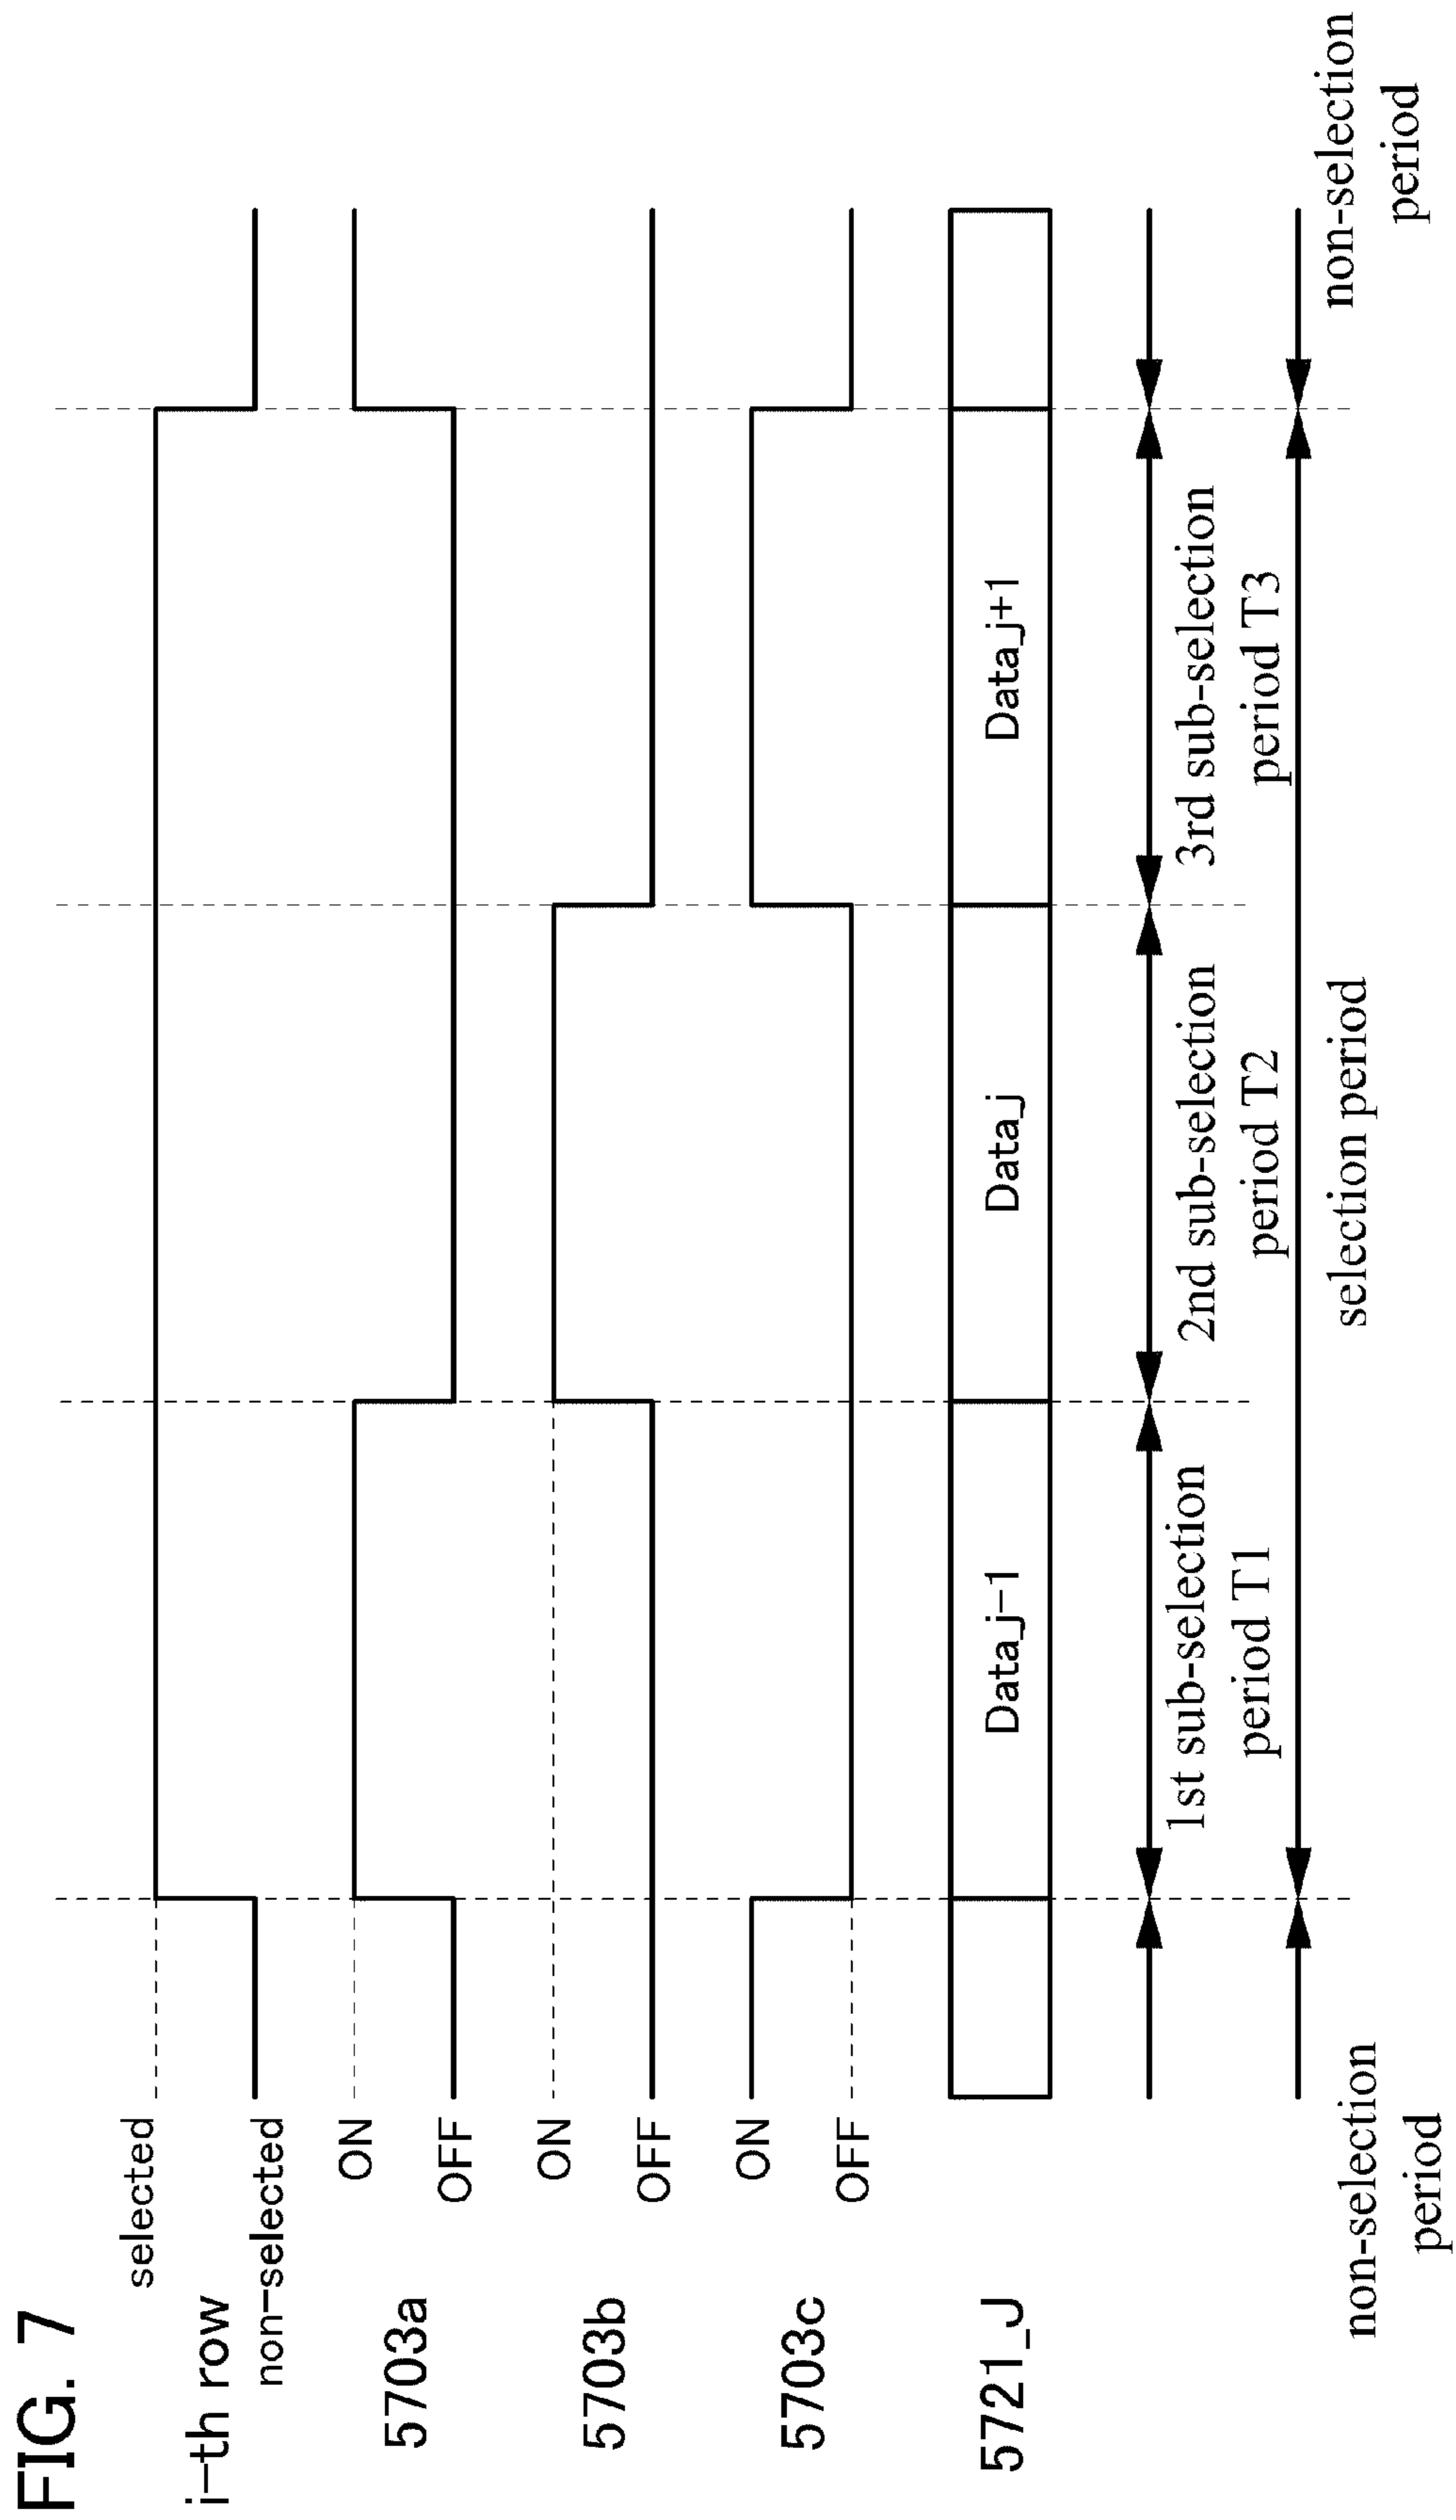 FIG. 7
selected
i-th row
non-selected
ON
5703a
OFF
ON
5703b
OFF
ON
5703c
OFF
5721_J
Data_j-1
Data_j
Data_j+1
1st sub-selection
period T1
2nd sub-selection
period T2
3rd sub-selection
period T3
non-selection
period
selection period
non-selection
period